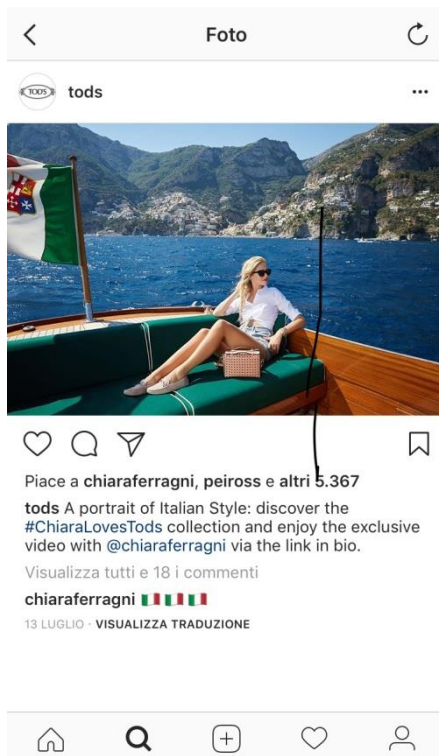 Foto
TOD'S
tods
Piace a chiaraferragni, peiross e altri 5.367
tods A portrait of Italian Style: discover the
#ChiaraLovesTods collection and enjoy the exclusive
video with @chiaraferragni via the link in bio.
Visualizza tutti e 18 i commenti
chiaraferragni 🇮🇹🇮🇹🇮🇹
13 LUGLIO · VISUALIZZA TRADUZIONE